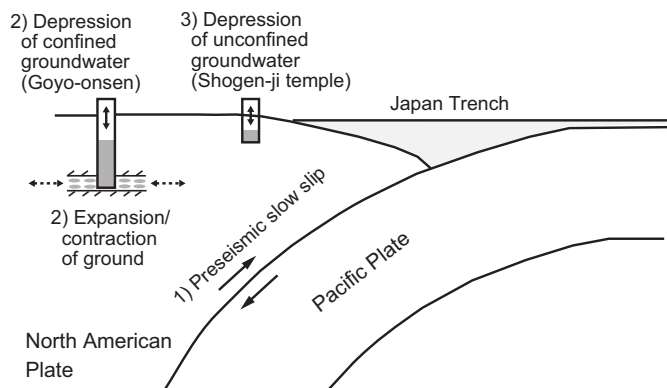 2) Depression
of confined
groundwater
(Goyo-onsen)
3) Depression
of unconfined
groundwater
(Shogen-ji temple)
Japan Trench
2) Expansion/
contraction
of ground
1) Preseismic slow slip
Pacific Plate
North American
Plate